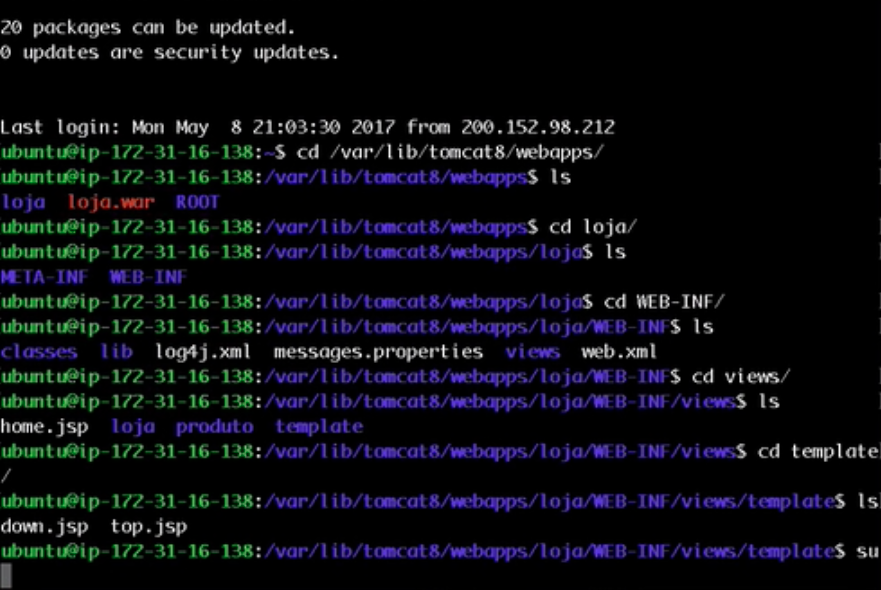 20 packages can be updated.
0 updates are security updates.
Last login: Mon May  8 21:03:30 2017 from 200.152.98.212
ubuntu@ip-172-31-16-138:~$ cd /var/lib/tomcat8/webapps/
ubuntu@ip-172-31-16-138:/var/lib/tomcat8/webapps$ ls
loja  loja.war  ROOT
ubuntu@ip-172-31-16-138:/var/lib/tomcat8/webapps$ cd loja/
ubuntu@ip-172-31-16-138:/var/lib/tomcat8/webapps/loja$ ls
META-INF  WEB-INF
ubuntu@ip-172-31-16-138:/var/lib/tomcat8/webapps/loja$ cd WEB-INF/
ubuntu@ip-172-31-16-138:/var/lib/tomcat8/webapps/loja/WEB-INF$ ls
classes  lib  log4j.xml  messages.properties  views  web.xml
ubuntu@ip-172-31-16-138:/var/lib/tomcat8/webapps/loja/WEB-INF$ cd views/
ubuntu@ip-172-31-16-138:/var/lib/tomcat8/webapps/loja/WEB-INF/views$ ls
home.jsp  loja  produto  template
ubuntu@ip-172-31-16-138:/var/lib/tomcat8/webapps/loja/WEB-INF/views$ cd template
/
ubuntu@ip-172-31-16-138:/var/lib/tomcat8/webapps/loja/WEB-INF/views/template$ ls
down.jsp  top.jsp
ubuntu@ip-172-31-16-138:/var/lib/tomcat8/webapps/loja/WEB-INF/views/template$ su